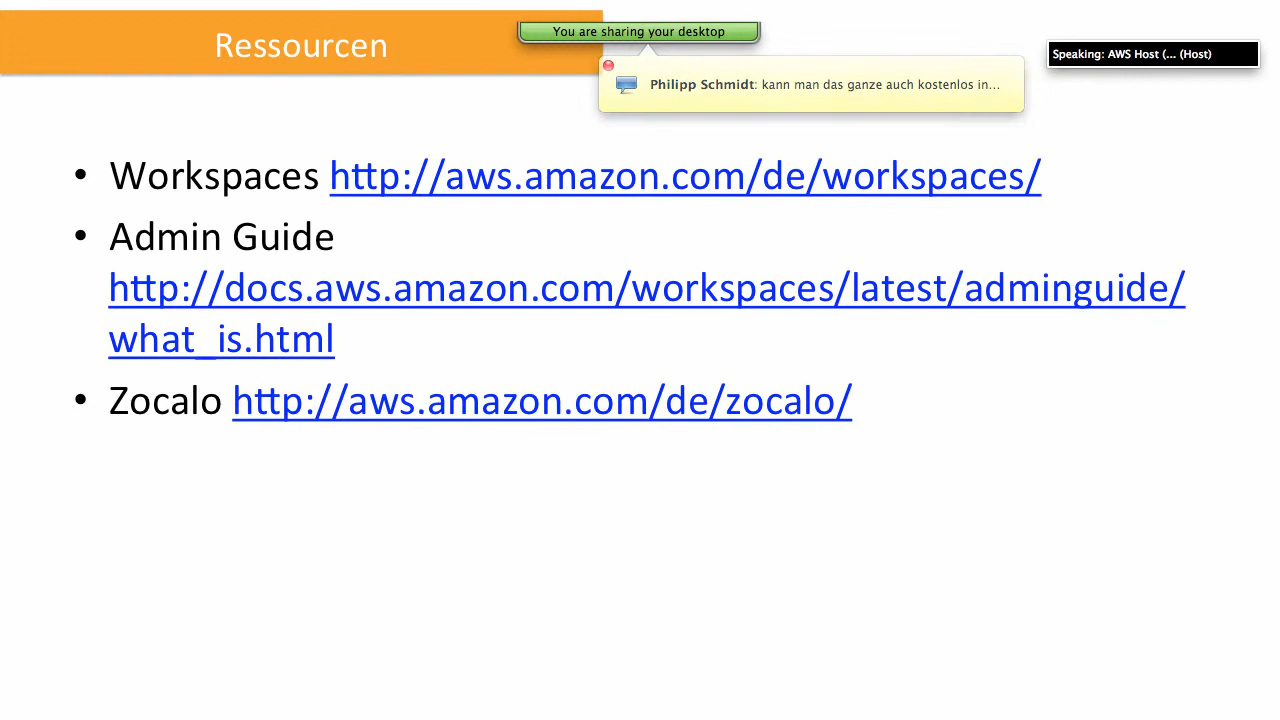 Ressourcen
You are sharing your desktop
Speaking: AWS Host (... (Host)
Philipp Schmidt: kann man das ganze auch kostenlos in...
• Workspaces http://aws.amazon.com/de/workspaces/
• Admin Guide
http://docs.aws.amazon.com/workspaces/latest/adminguide/
what_is.html
• Zocalo http://aws.amazon.com/de/zocalo/